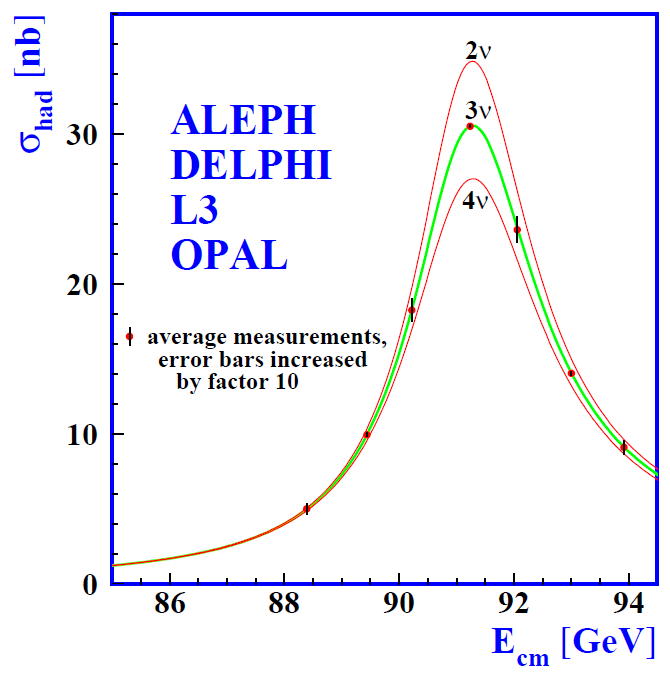 σhad [nb]
2ν
3ν
4ν
ALEPH
DELPHI
L3
OPAL
average measurements,
error bars increased
by factor 10
30
20
10
0
86 88 90 92 94
Ecm [GeV]